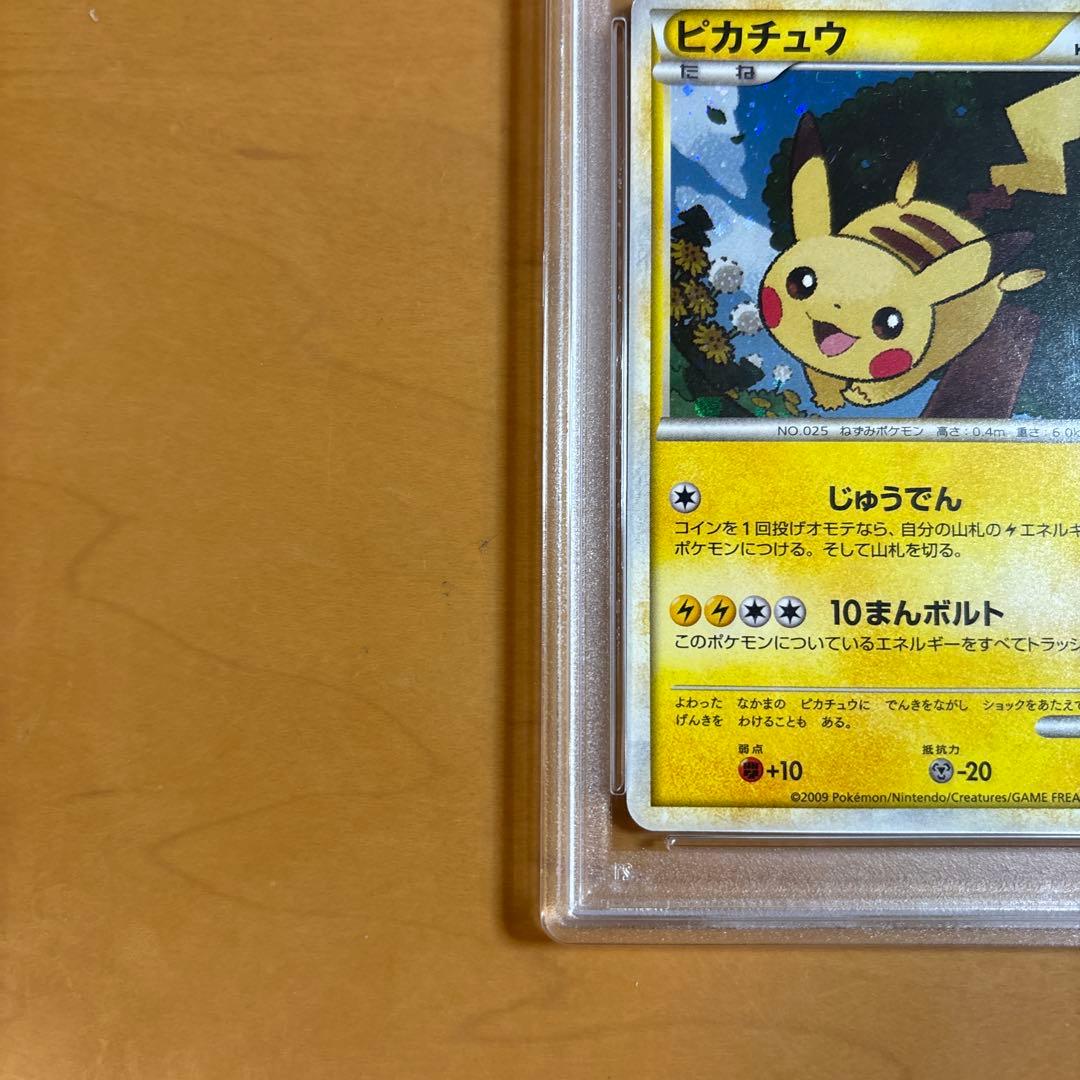 ピカチュウ
たね
NO.025 ねずみポケモン 高さ:0.4m 重さ:6.0
じゅうでん
コインを1回投げオモテなら、自分の山札の エネルギ
ポケモンにつける。そして山札を切る。
10まんボルト
このポケモンについているエネルギーをすべてトラッシ
よわった なかまの ピカチュウに でんきをながし ショックをあたえて
げんきを わけることも ある。
弱点 抵抗力
+10 -20
©2009 Pokémon/Nintendo/Creatures/GAME FREA